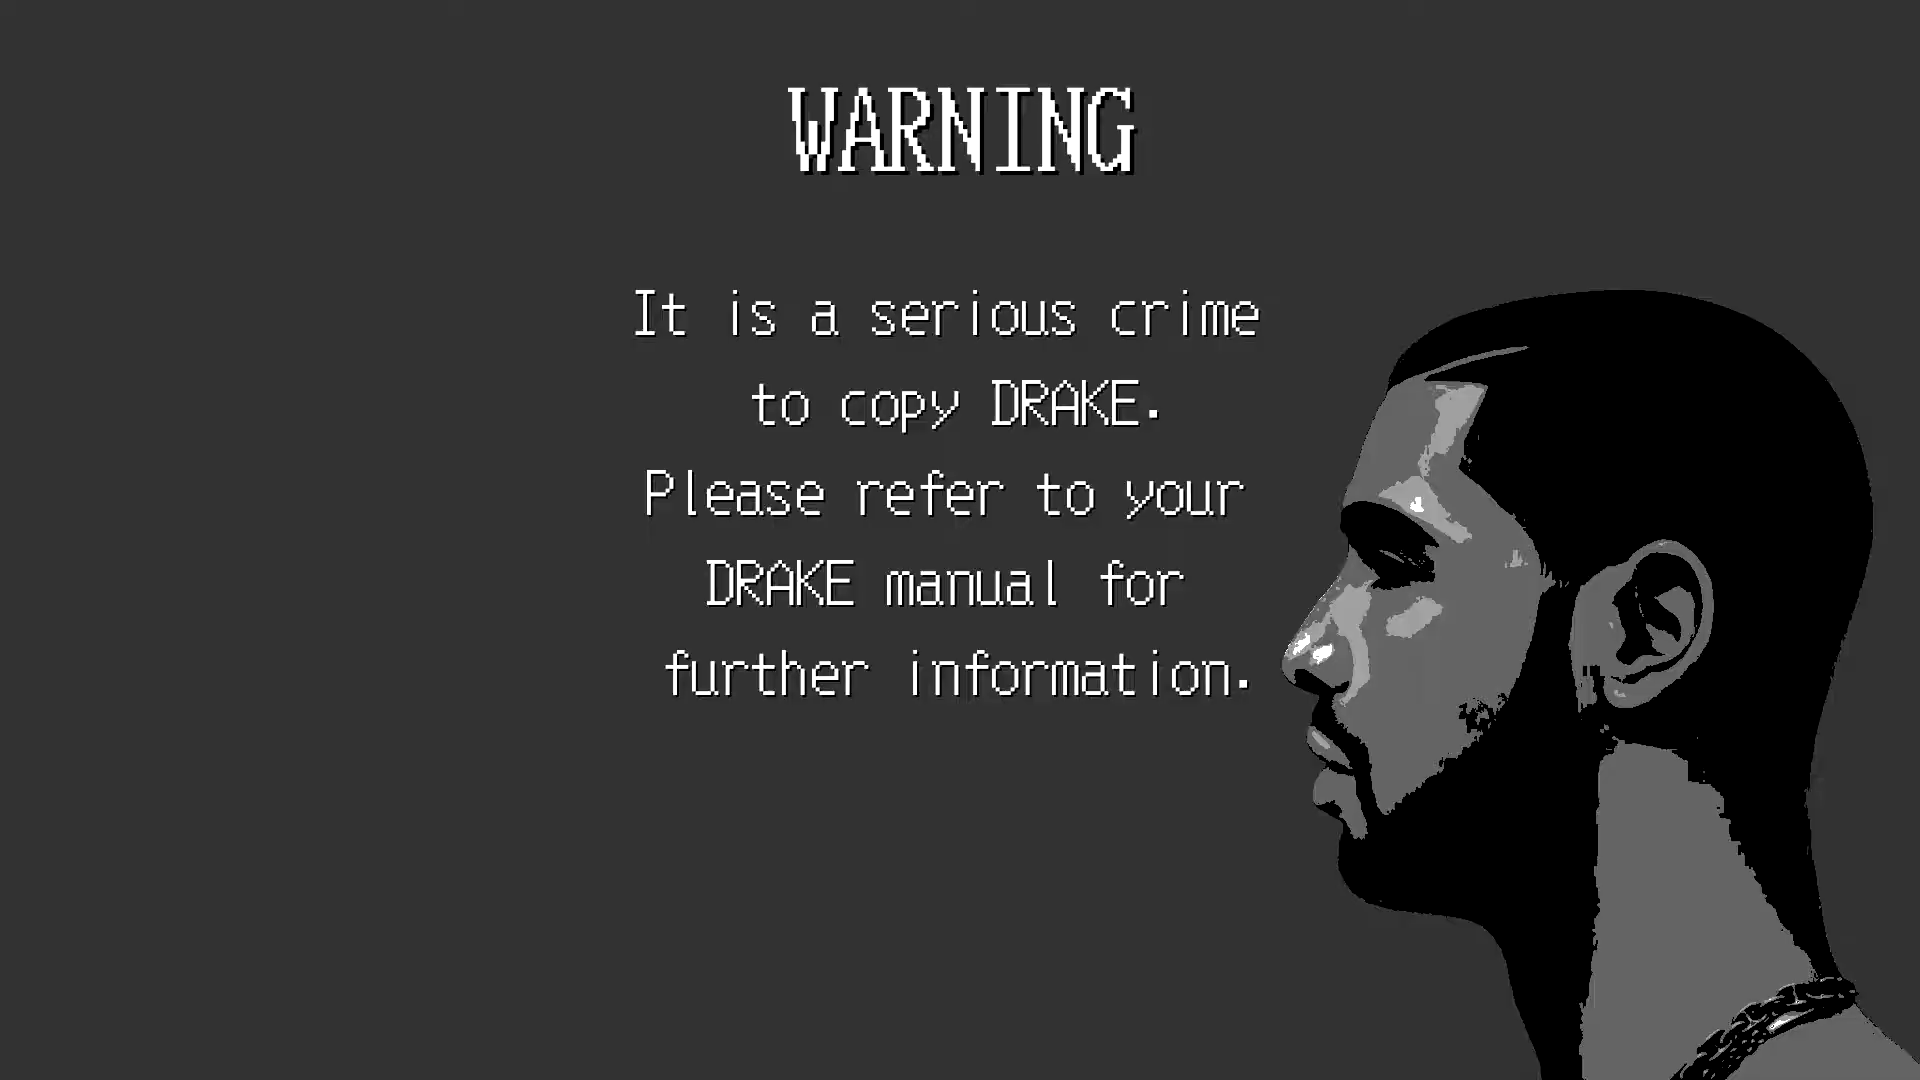 WARNING
It is a serious crime
to copy DRAKE.
Please refer to your
DRAKE manual for
further information.